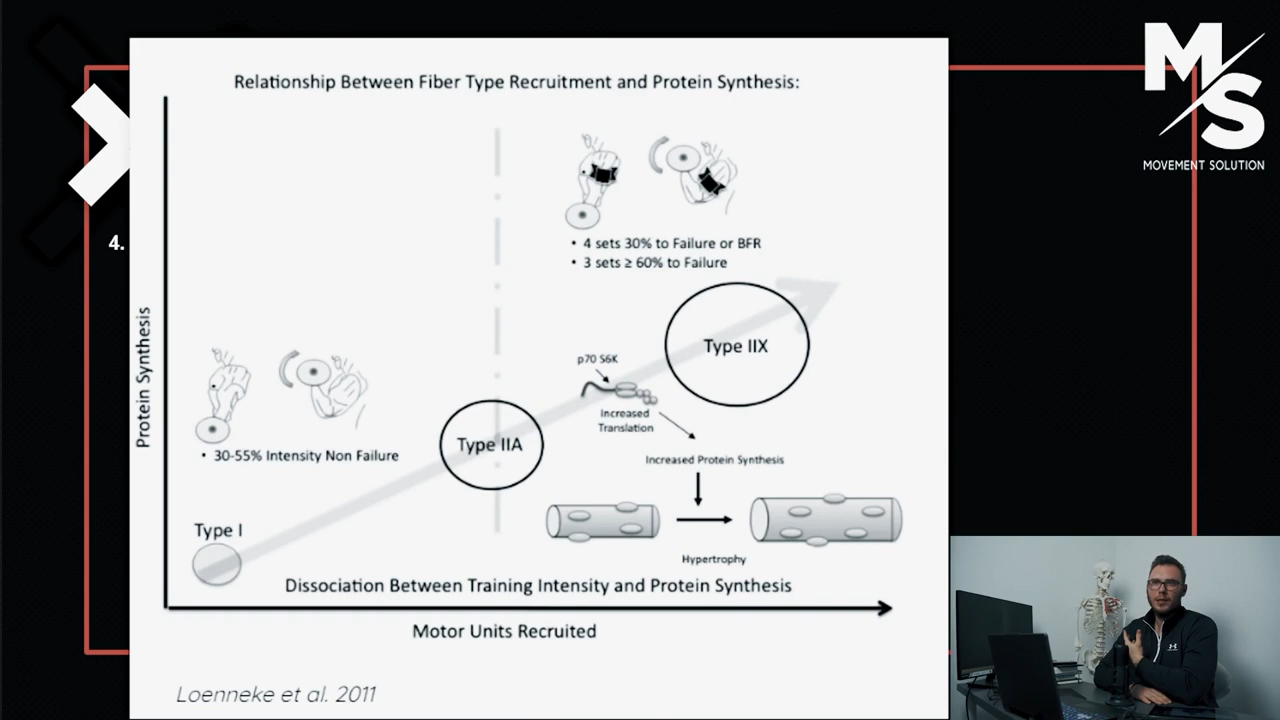 Relationship Between Fiber Type Recruitment and Protein Synthesis:
M/S
MOVEMENT SOLUTION
4.
• 4 sets 30% to Failure or BFR
• 3 sets ≥ 60% to Failure
Type IIX
p70 S6K
Increased
Translation
Increased Protein Synthesis
Hypertrophy
Type IIA
• 30-55% Intensity Non Failure
Type I
Protein Synthesis
Dissociation Between Training Intensity and Protein Synthesis
Motor Units Recruited
Loenneke et al. 2011